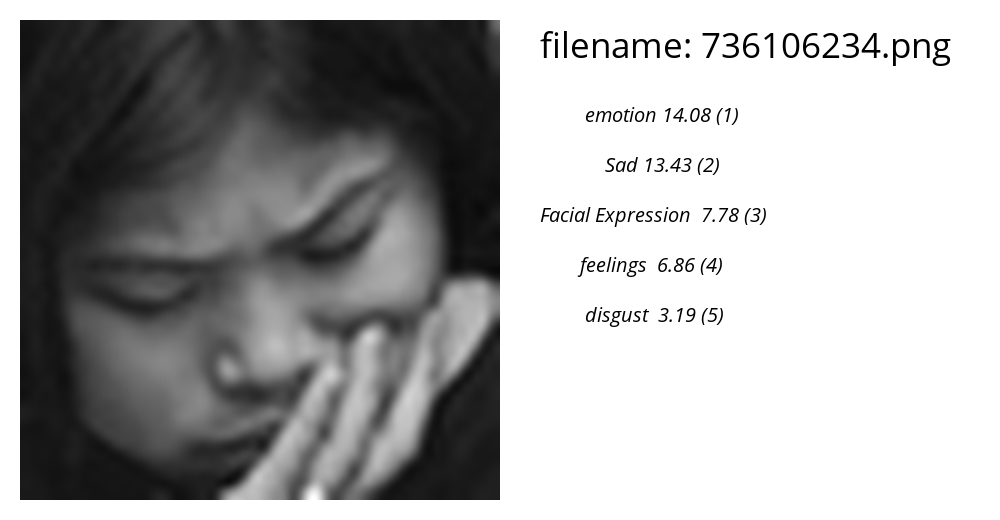 filename: 736106234.png
emotion 14.08 (1)
Sad 13.43 (2)
Facial Expression  7.78 (3)
feelings  6.86 (4)
disgust  3.19 (5)